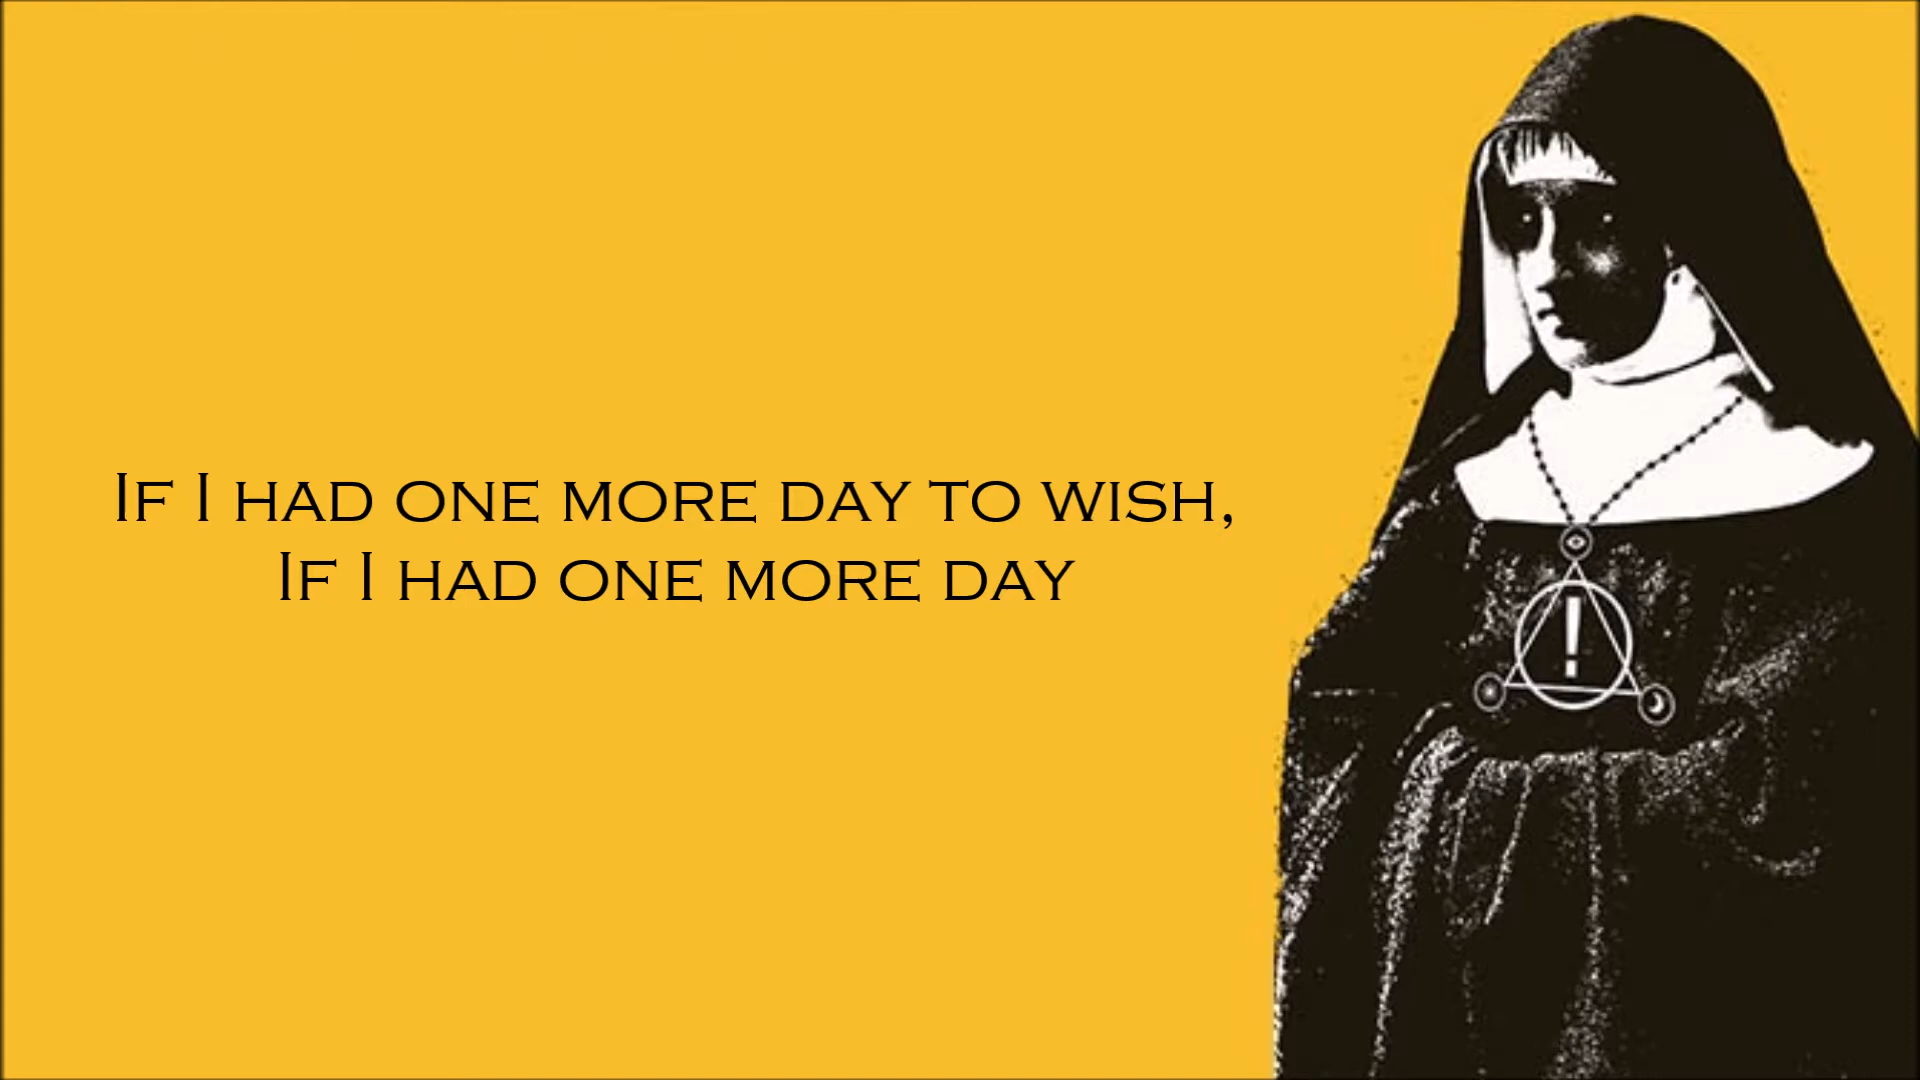 If I had one more day to wish,
If I had one more day
!